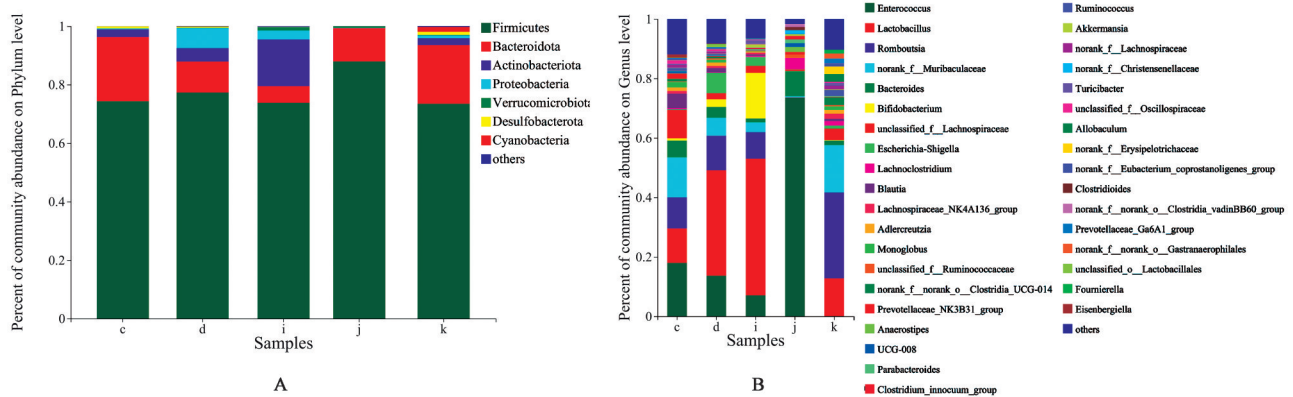 Percent of community abundance on Phylum level
1
0.8
0.6
0.4
0.2
0
c d i j k
Samples
A
Firmicutes
Bacteroidota
Actinobacteriota
Proteobacteria
Verrucomicrobiota
Desulfobacterota
Cyanobacteria
others
Percent of community abundance on Genus level
1
0.8
0.6
0.4
0.2
0
c d i j k
Samples
B
Enterococcus
Lactobacillus
Romboutsia
norank_f__Muribaculaceae
Bacteroides
Bifidobacterium
unclassified_f__Lachnospiraceae
Escherichia-Shigella
Lachnoclostridium
Blautia
Lachnospiraceae_NK4A136_group
Adlercreutzia
Monoglobus
unclassified_f__Ruminococcaceae
norank_f__norank_o__Clostridia_UCG-014
Prevotellaceae_NK3B31_group
Anaerostipes
UCG-008
Parabacteroides
Clostridium_innocuum_group
Ruminococcus
Akkermansia
norank_f__Lachnospiraceae
norank_f__Christensenellaceae
Turicibacter
unclassified_f__Oscillospiraceae
Allobaculum
norank_f__Erysipelotrichaceae
norank_f__Eubacterium_coprostanoligenes_group
Clostridioides
norank_f__norank_o__Clostridia_vadinBB60_group
Prevotellaceae_Ga6A1_group
norank_f__norank_o__Gastranaerophilales
unclassified_o__Lactobacillales
Fournierella
Eisenbergiella
others